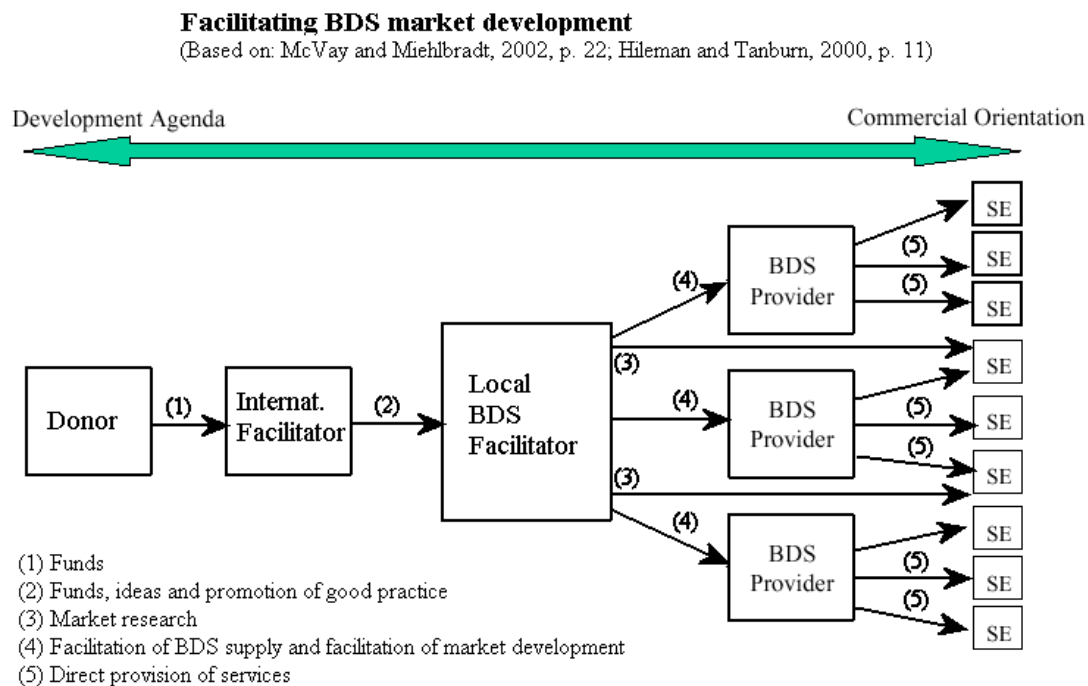 Facilitating BDS market development
(Based on: McVay and Miehlbradt, 2002, p. 22; Hileman and Tanburn, 2000, p. 11)
Development Agenda
Commercial Orientation
Donor
(1)
Internat.
Facilitator
(2)
Local
BDS
Facilitator
(4)
(3)
(4)
(3)
(4)
BDS
Provider
BDS
Provider
BDS
Provider
(5)
(5)
(5)
(5)
(5)
(5)
SE
SE
SE
SE
SE
SE
SE
SE
SE
(1) Funds
(2) Funds, ideas and promotion of good practice
(3) Market research
(4) Facilitation of BDS supply and facilitation of market development
(5) Direct provision of services